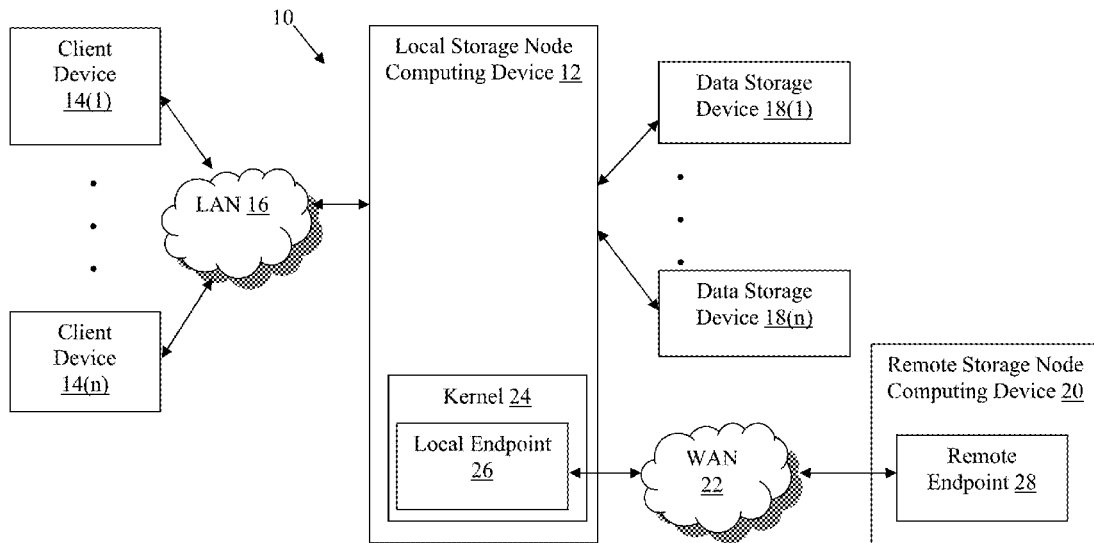 10
Client
Device
14(1)
LAN 16
Client
Device
14(n)
Local Storage Node
Computing Device 12
Kernel 24
Local Endpoint
26
Data Storage
Device 18(1)
Data Storage
Device 18(n)
WAN
22
Remote Storage Node
Computing Device 20
Remote
Endpoint 28